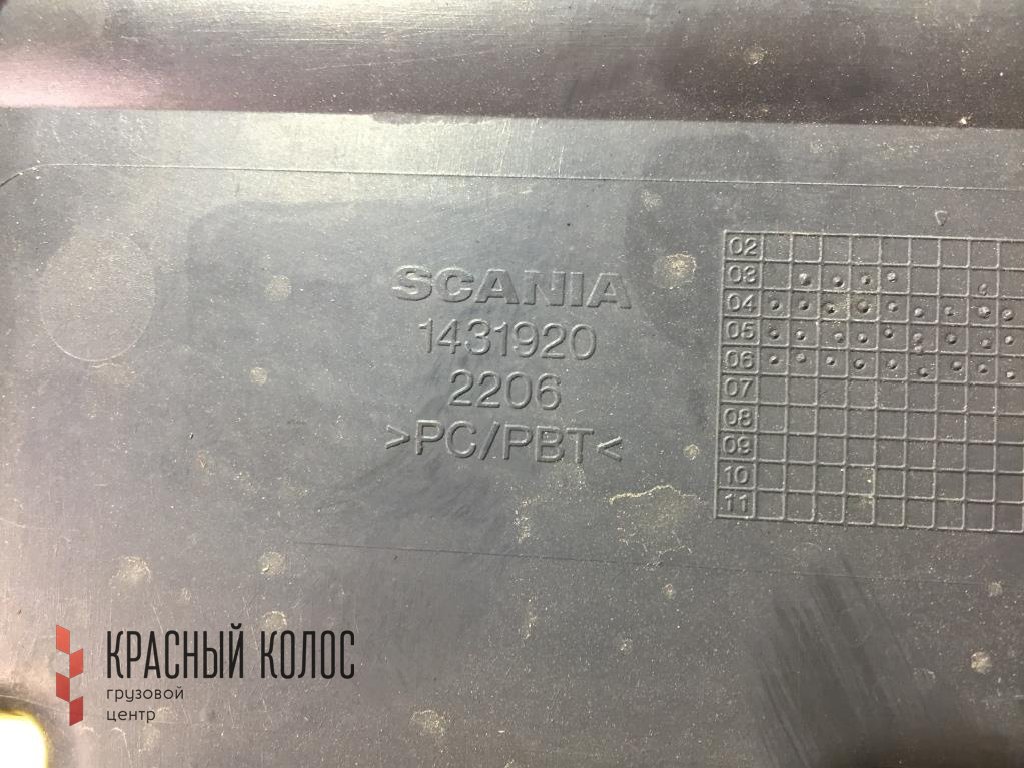 SCANIA
1431920
2206
>PC/PBT<
02
03
04
05
06
07
08
09
10
11
КРАСНЫЙ КОЛОС
грузовой
центр